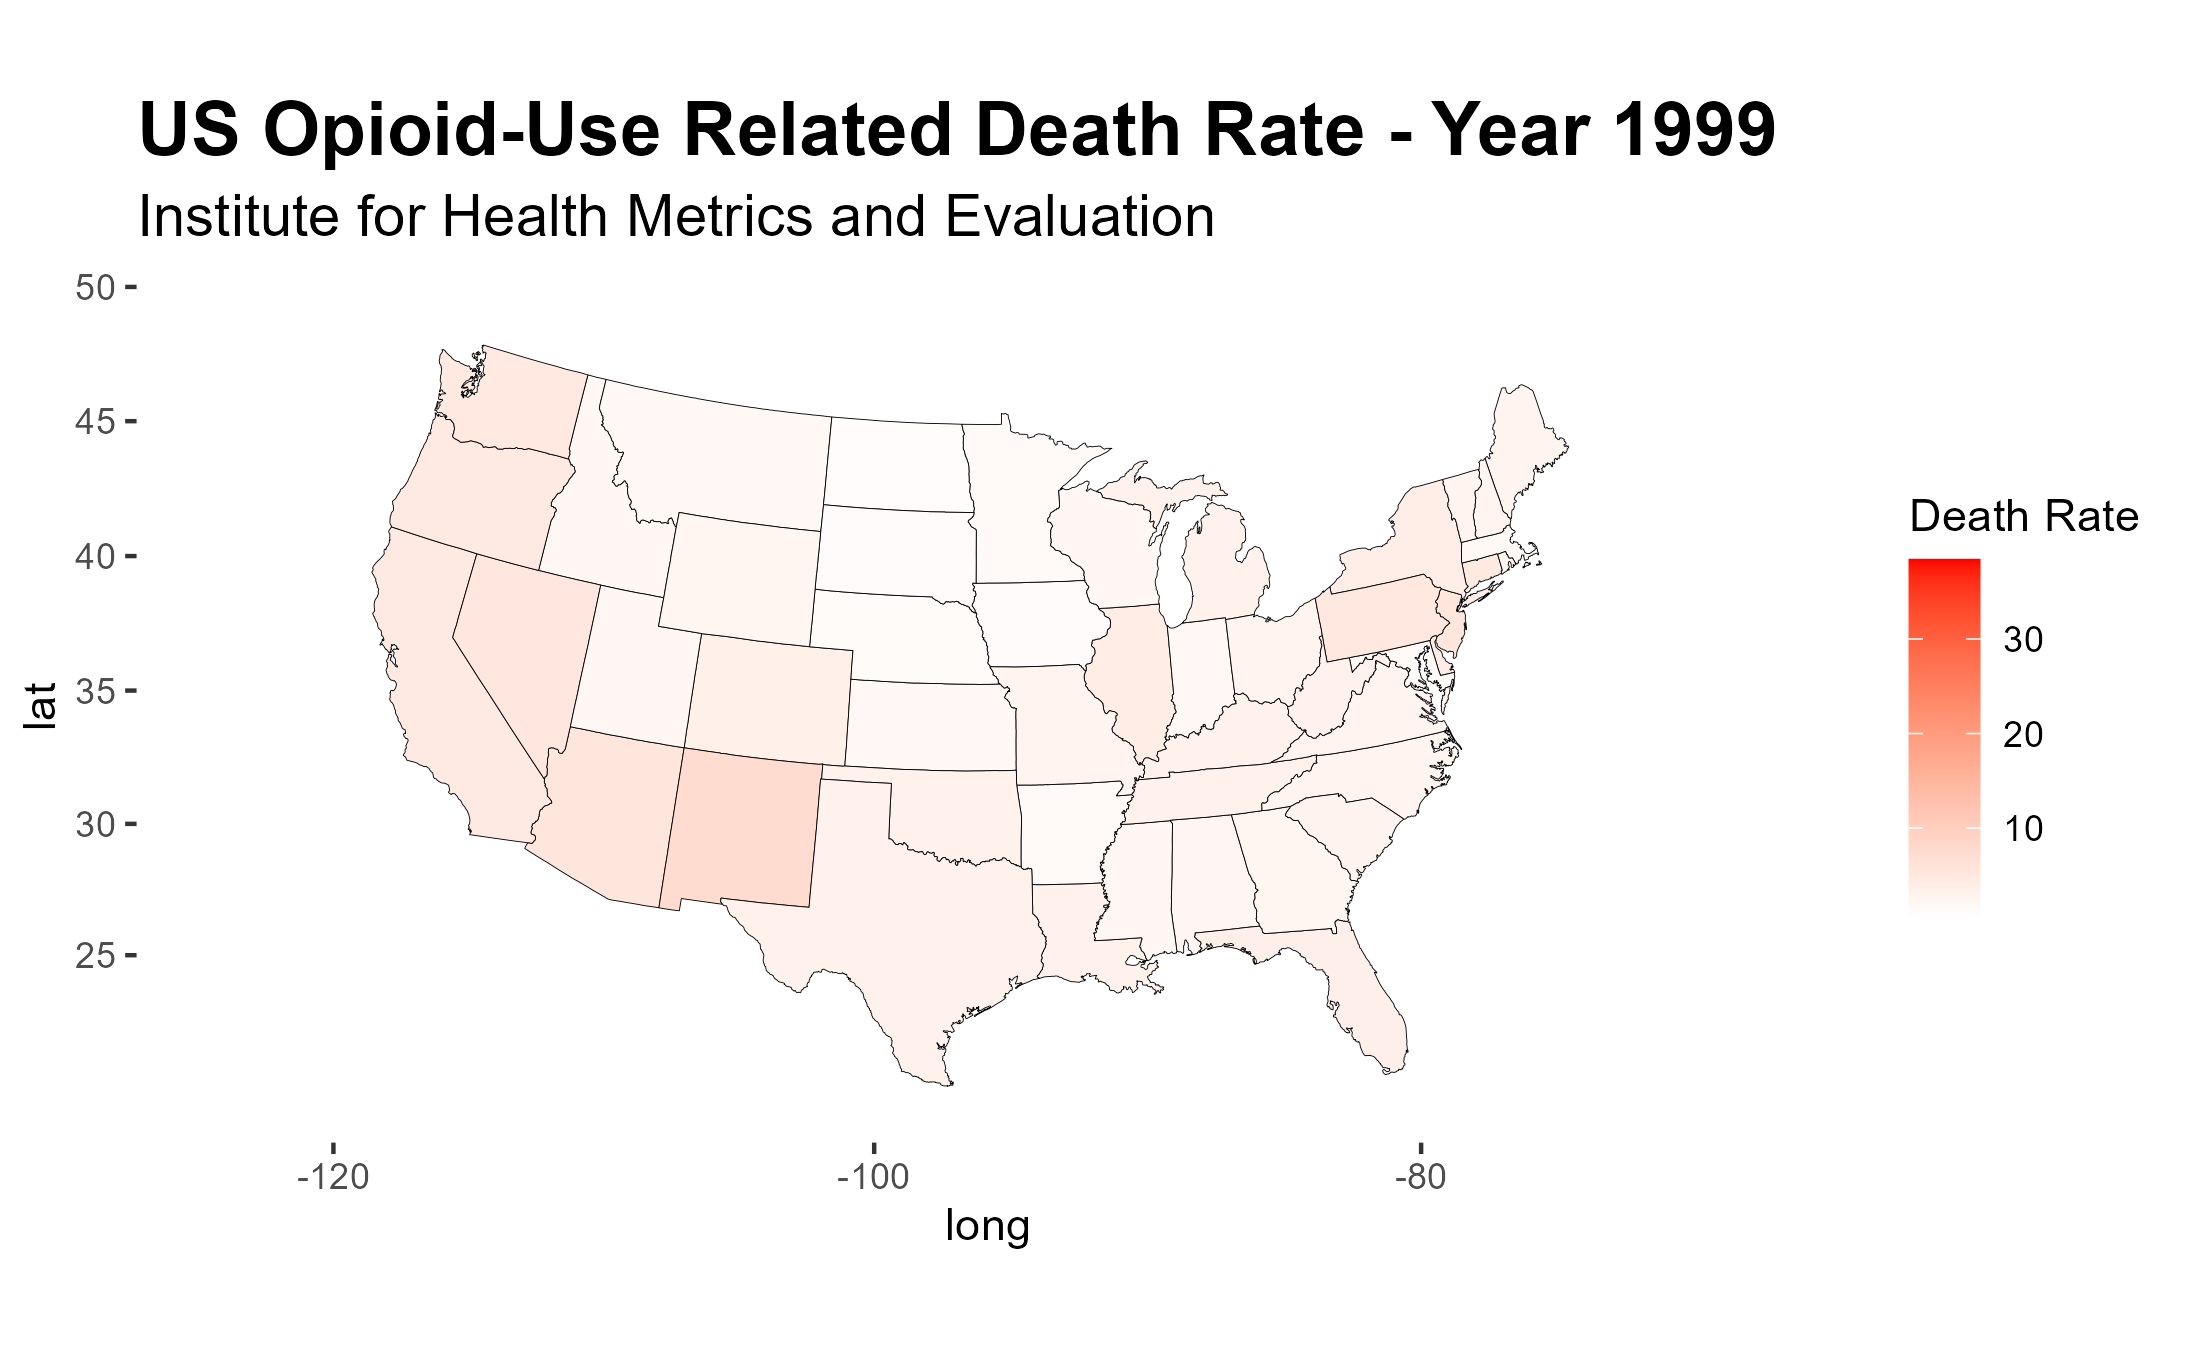 US Opioid-Use Related Death Rate - Year 1999
Institute for Health Metrics and Evaluation
50
45
40
35
30
25
lat
-120
-100
-80
long
Death Rate
30
20
10